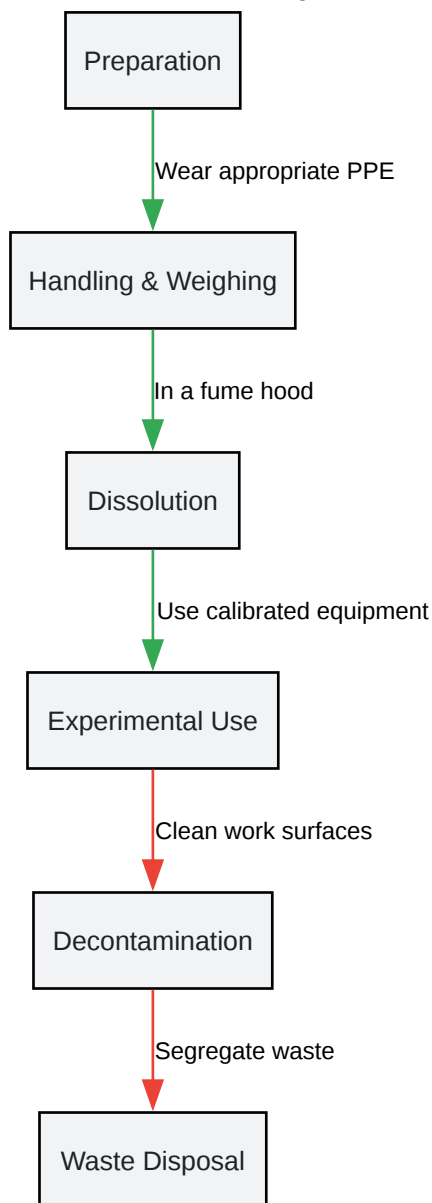 Preparation
Wear appropriate PPE
Handling & Weighing
In a fume hood
Dissolution
Use calibrated equipment
Experimental Use
Clean work surfaces
Decontamination
Segregate waste
Waste Disposal